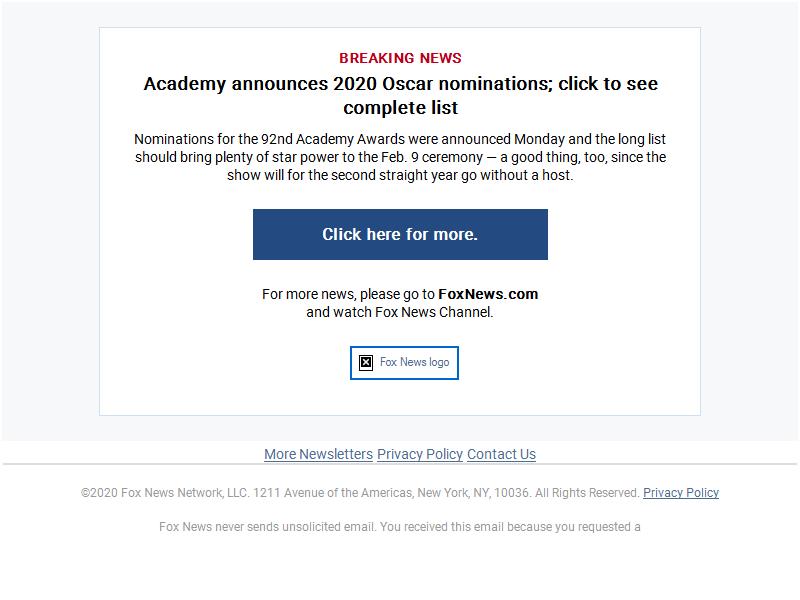 BREAKING NEWS
Academy announces 2020 Oscar nominations; click to see
complete list
Nominations for the 92nd Academy Awards were announced Monday and the long list
should bring plenty of star power to the Feb. 9 ceremony — a good thing, too, since the
show will for the second straight year go without a host.
Click here for more.
For more news, please go to FoxNews.com
and watch Fox News Channel.
Fox News logo
More Newsletters Privacy Policy Contact Us
©2020 Fox News Network, LLC. 1211 Avenue of the Americas, New York, NY, 10036. All Rights Reserved. Privacy Policy
Fox News never sends unsolicited email. You received this email because you requested a